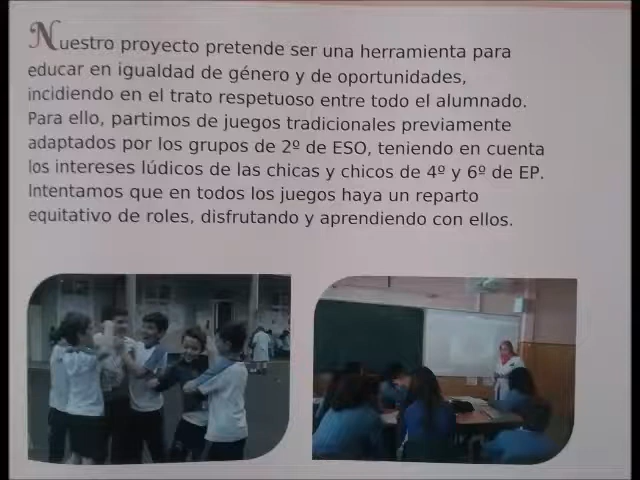 Nuestro proyecto pretende ser una herramienta para
educar en igualdad de género y de oportunidades,
incidiendo en el trato respetuoso entre todo el alumnado.
Para ello, partimos de juegos tradicionales previamente
adaptados por los grupos de 2º de ESO, teniendo en cuenta
los intereses lúdicos de las chicas y chicos de 4º y 6º de EP.
Intentamos que en todos los juegos haya un reparto
equitativo de roles, disfrutando y aprendiendo con ellos.